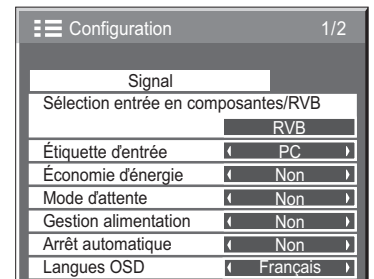 Configuration 1/2
Signal
Sélection entrée en composantes/RVB
RVB
Étiquette d'entrée PC
Économie d'énergie Non
Mode d'attente Non
Gestion alimentation Non
Arrêt automatique Non
Langues OSD Français